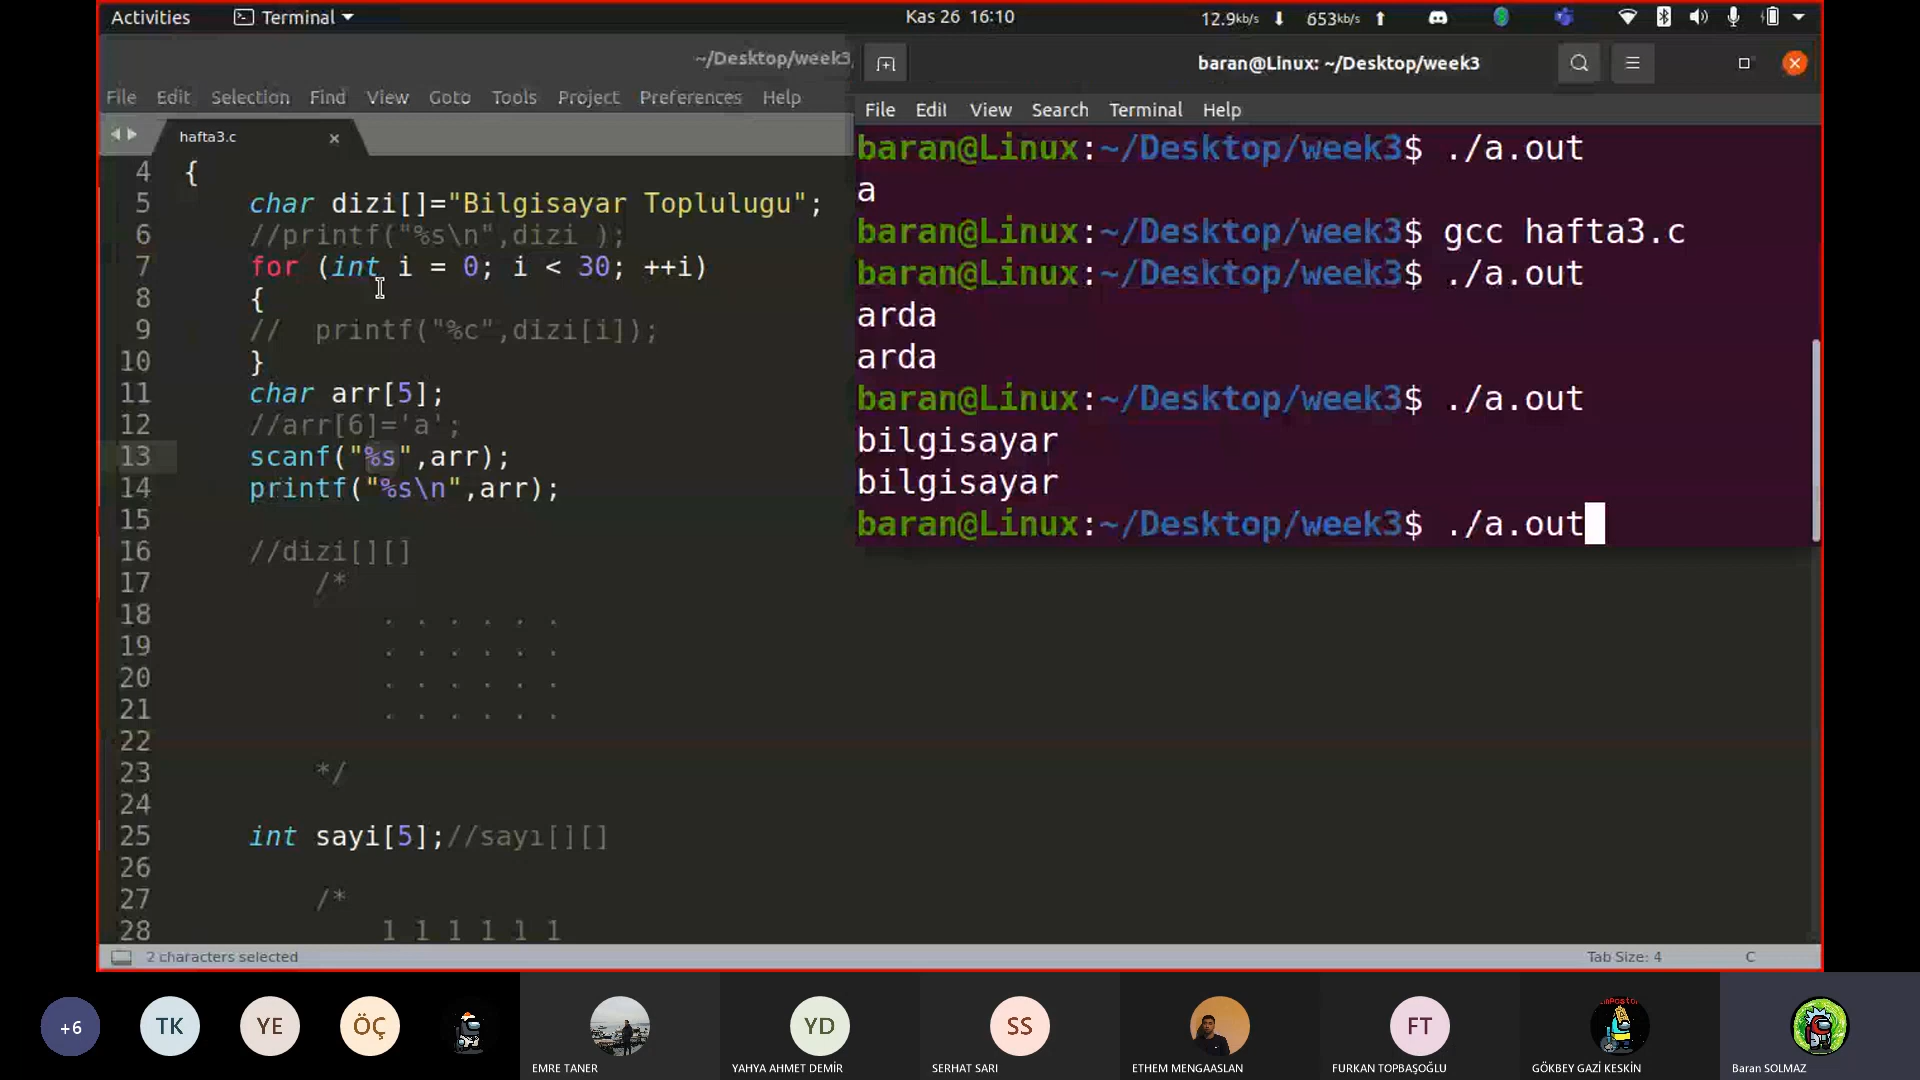 Activities
Terminal
Kas 26 16:10
12.9kb/s
653kb/s
~/Desktop/week3
File Edit Selection Find View Goto Tools Project Preferences Help
hafta3.c
4 {
5 char dizi[]="Bilgisayar Toplulugu";
6 //printf("%s\n",dizi );
7 for (int i = 0; i < 30; ++i)
8 {
9 // printf("%c",dizi[i]);
10 }
11 char arr[5];
12 //arr[6]='a';
13 scanf("%s",arr);
14 printf("%s\n",arr);
15
16 //dizi[][]
17 /*
18 . . . . . .
19 . . . . . .
20 . . . . . .
21 . . . . . .
22
23 */
24
25 int sayi[5];//sayı[][]
26
27 /*
28 1 1 1 1 1 1
2 characters selected
Tab Size: 4
C
baran@Linux: ~/Desktop/week3
File Edit View Search Terminal Help
baran@Linux:~/Desktop/week3$ ./a.out
a
baran@Linux:~/Desktop/week3$ gcc hafta3.c
baran@Linux:~/Desktop/week3$ ./a.out
arda
arda
baran@Linux:~/Desktop/week3$ ./a.out
bilgisayar
bilgisayar
baran@Linux:~/Desktop/week3$ ./a.out
+6
TK
YE
ÖÇ
EMRE TANER
YD
YAHYA AHMET DEMİR
SS
SERHAT SARI
ETHEM MENGAASLAN
FT
FURKAN TOPBAŞOĞLU
GÖKBEY GAZİ KESKİN
Baran SOLMAZ